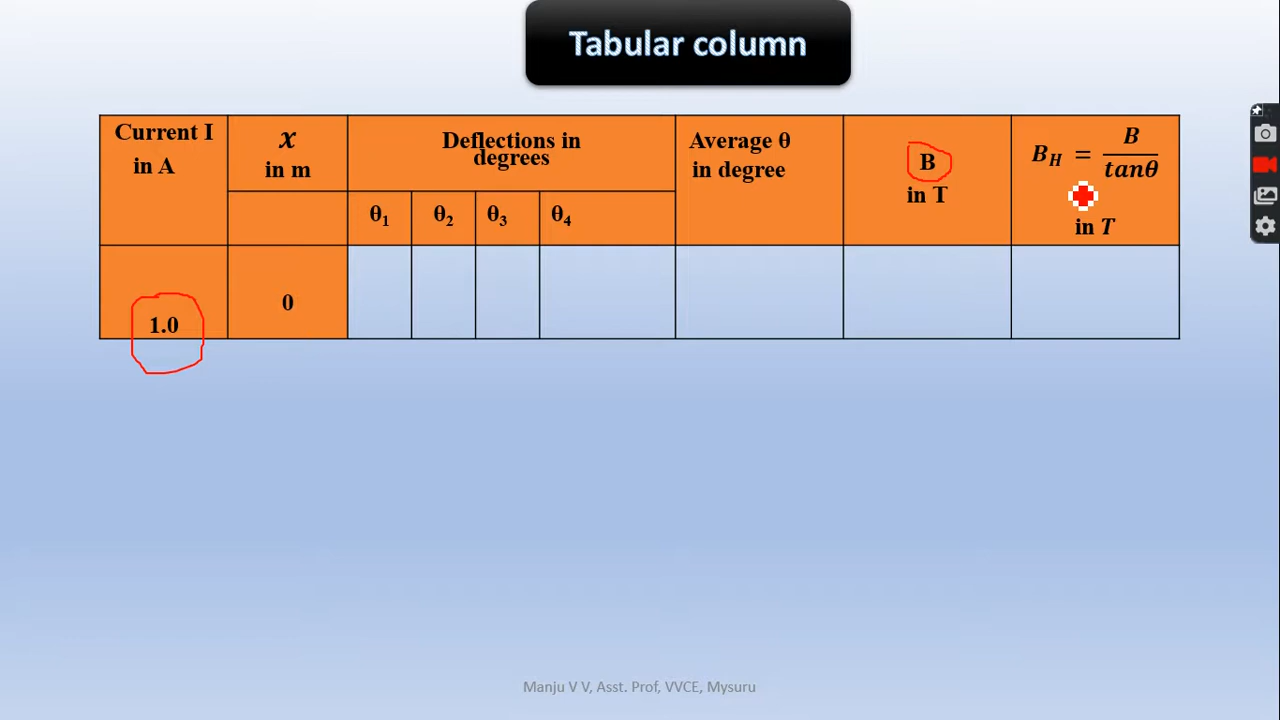 Tabular column
Current I
in A
x
in m
Deflections in
degrees
θ1 θ2 θ3 θ4
Average θ
in degree
B
in T
B_H = B/tanθ
in T
1.0
0
Manju V V, Asst. Prof, VVCE, Mysuru